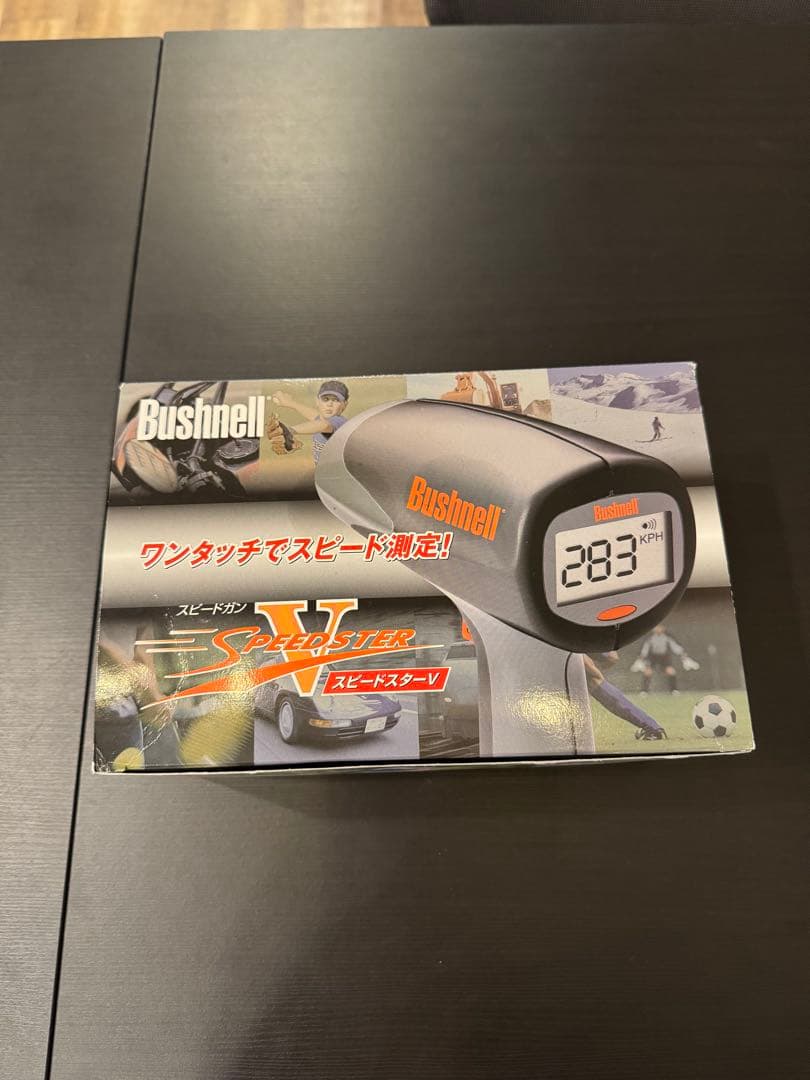 Bushnell
Bushnell
Bushnell
283 KPH
ワンタッチでスピード測定!
スピードガン
V
SPEEDSTER
スピードスターV